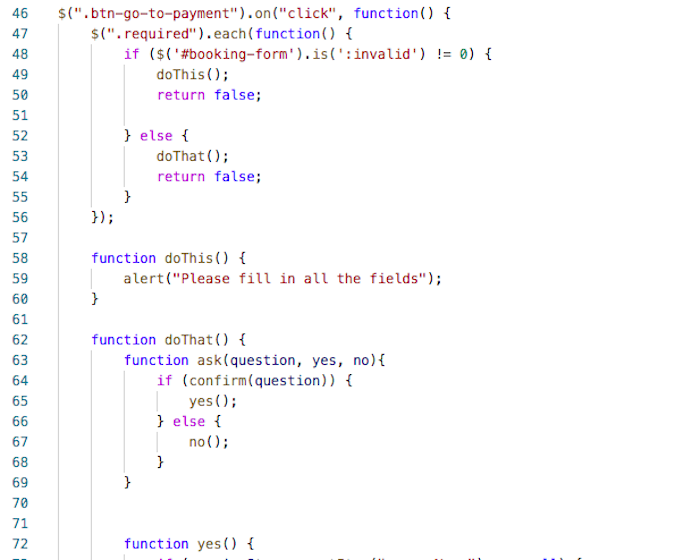 46 $(".btn-go-to-payment").on("click", function() {
47 $(".required").each(function() {
48 if ($('#booking-form').is(':invalid') != 0) {
49 doThis();
50 return false;
51
52 } else {
53 doThat();
54 return false;
55 }
56 });
57
58 function doThis() {
59 alert("Please fill in all the fields");
60 }
61
62 function doThat() {
63 function ask(question, yes, no){
64 if (confirm(question)) {
65 yes();
66 } else {
67 no();
68 }
69 }
70
71
72 function yes() {